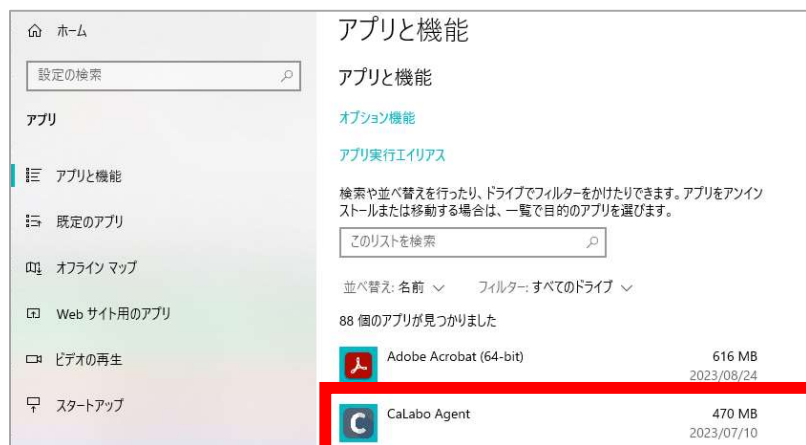 ホーム
設定の検索
アプリ
アプリと機能
既定のアプリ
オフライン マップ
Web サイト用のアプリ
ビデオの再生
スタートアップ
アプリと機能
アプリと機能
オプション機能
アプリ実行エイリアス
検索や並べ替えを行ったり、ドライブでフィルターをかけたりできます。アプリをアンイン
ストールまたは移動する場合は、一覧で目的のアプリを選びます。
このリストを検索
並べ替え: 名前 フィルター: すべてのドライブ
88 個のアプリが見つかりました
Adobe Acrobat (64-bit) 616 MB
2023/08/24
CaLabo Agent 470 MB
2023/07/10